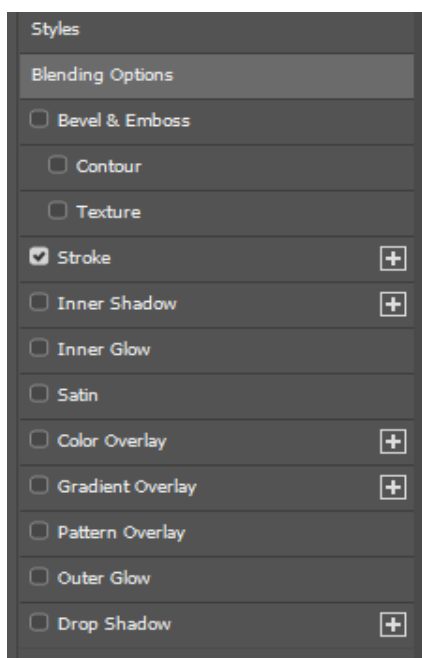 Styles
Blending Options
Bevel & Emboss
Contour
Texture
Stroke
Inner Shadow
Inner Glow
Satin
Color Overlay
Gradient Overlay
Pattern Overlay
Outer Glow
Drop Shadow